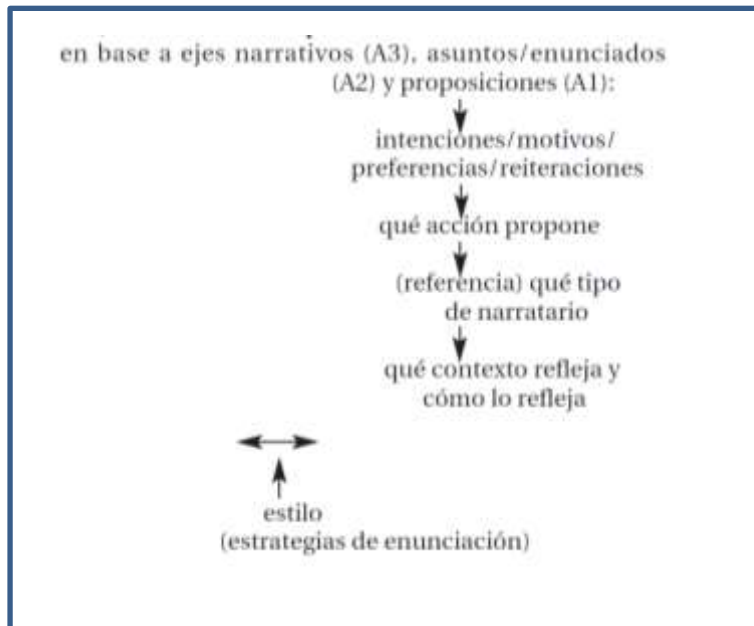 en base a ejes narrativos (A3), asuntos/enunciados
(A2) y proposiciones (A1):
intenciones/motivos/
preferencias/reiteraciones
qué acción propone
(referencia) qué tipo
de narratario
qué contexto refleja y
cómo lo refleja
estilo
(estrategias de enunciación)